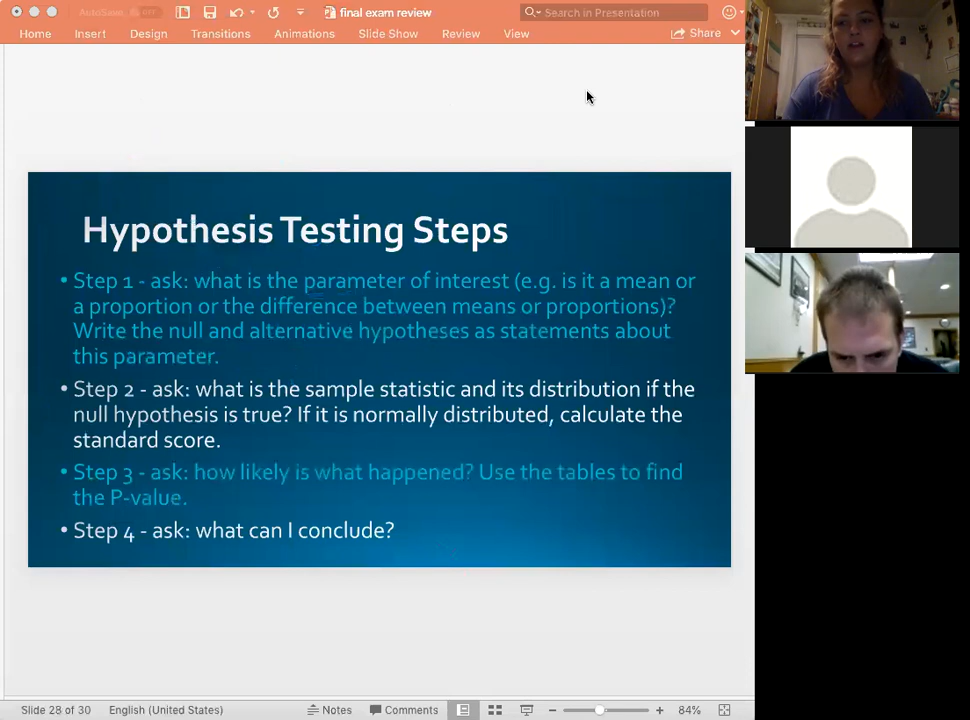 AutoSave OFF
final exam review
Search in Presentation
Home Insert Design Transitions Animations Slide Show Review View Share
Hypothesis Testing Steps
• Step 1 - ask: what is the parameter of interest (e.g. is it a mean or
a proportion or the difference between means or proportions)?
Write the null and alternative hypotheses as statements about
this parameter.
• Step 2 - ask: what is the sample statistic and its distribution if the
null hypothesis is true? If it is normally distributed, calculate the
standard score.
• Step 3 - ask: how likely is what happened? Use the tables to find
the P-value.
• Step 4 - ask: what can I conclude?
Slide 28 of 30 English (United States) Notes Comments 84%